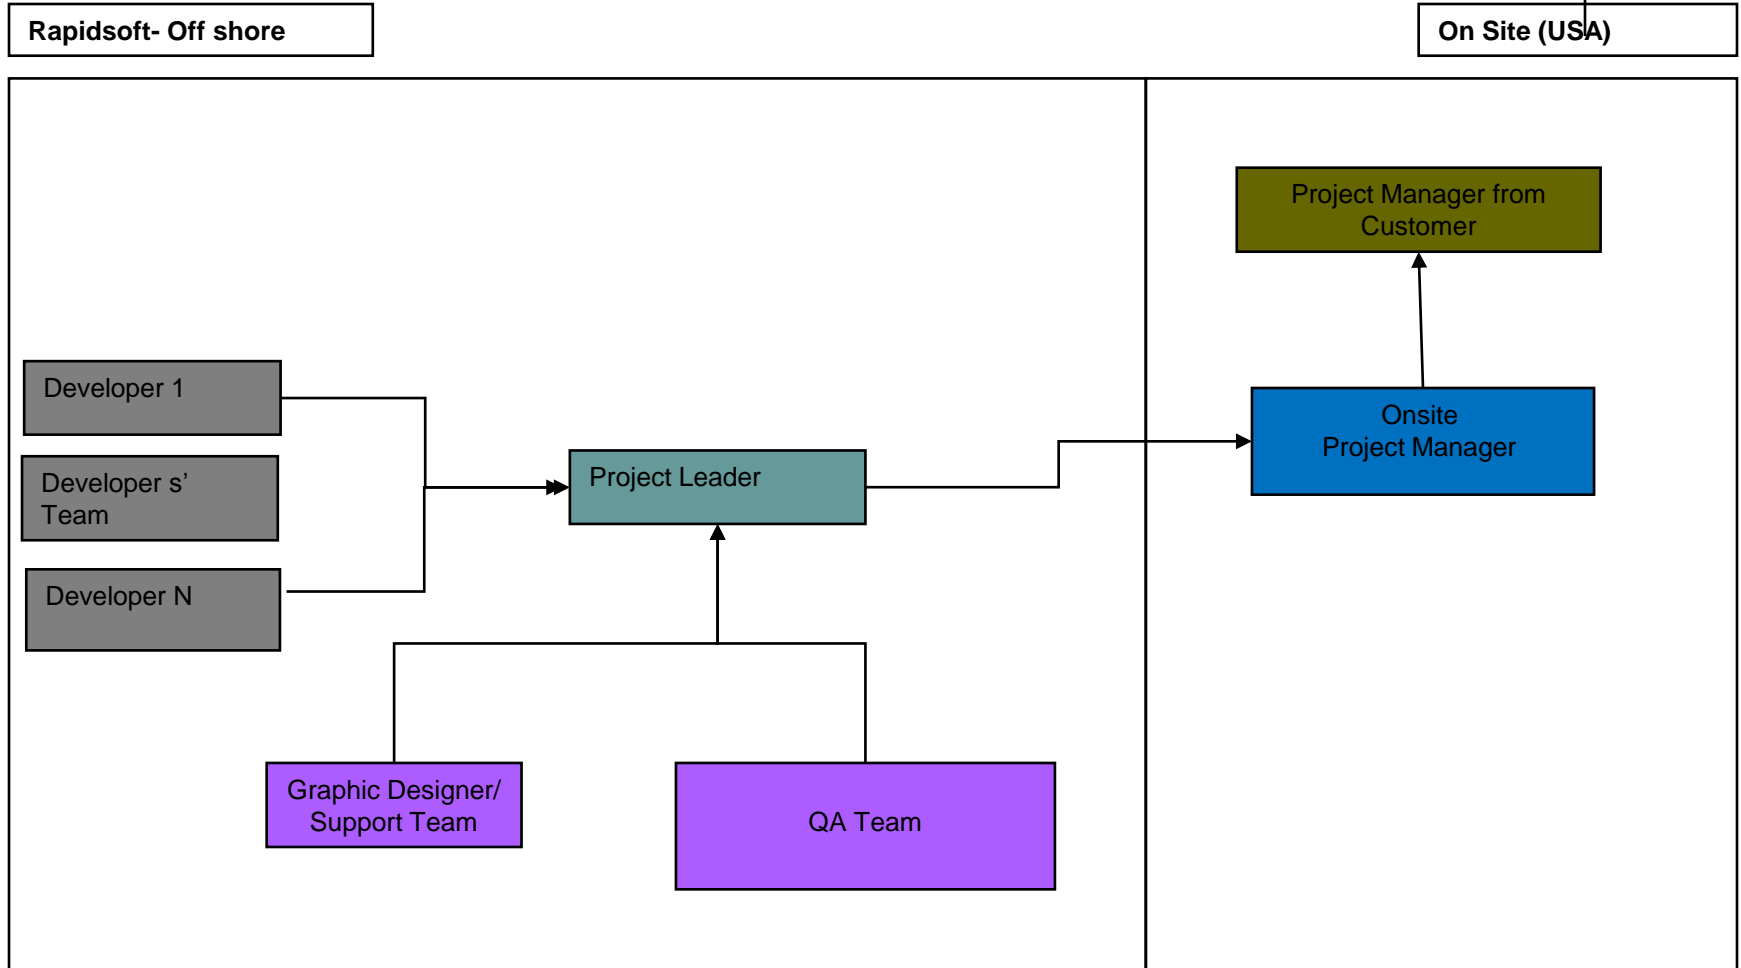 Rapidsoft- Off shore
On Site (USA)
Project Manager from
Customer
Developer 1
Onsite
Project Manager
Developer s’
Team
Project Leader
Developer N
Graphic Designer/
Support Team
QA Team